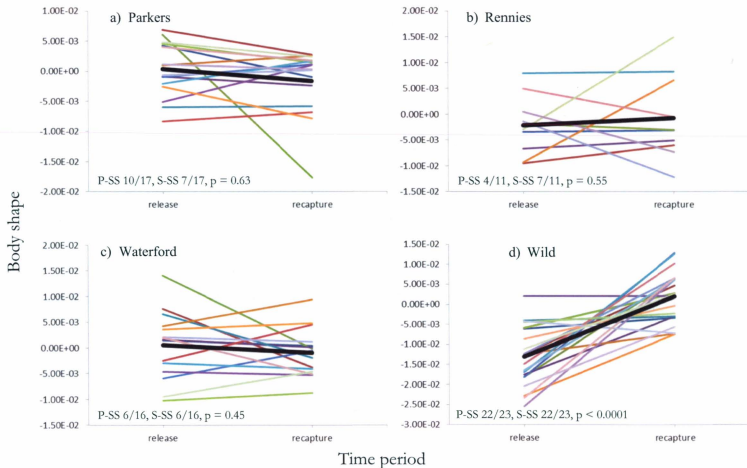 a) Parkers
1.00E-02
5.00E-03
0.00E+00
-5.00E-03
-1.00E-02
-1.50E-02
2.00E-02
P-SS 10/17, S-SS 7/17, p = 0.63
release recapture
b) Rennies
2.00E-02
1.50E-02
1.00E-02
5.00E-03
0.00E+00
-5.00E-03
-1.00E-02
1.50E-02
P-SS 4/11, S-SS 7/11, p = 0.55
release recapture
Body shape
c) Waterford
2.00E-02
1.50E-02
1.00E-02
5.00E-03
0.00E+00
-5.00E-03
-1.00E-02
-1.50E-02
P-SS 6/16, S-SS 6/16, p = 0.45
release recapture
d) Wild
1.50E-02
1.00E-02
5.00E-03
0.00E+00
-5.00E-03
-1.00E-02
-1.50E-02
-2.00E-02
-2.50E-02
-3.00E-02
P-SS 22/23, S-SS 22/23, p < 0.0001
release recapture
Time period